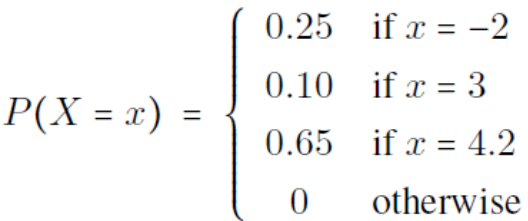 0.25 if x = −2
0.10 if x = 3
P(X = x) =
0.65 if x = 4.2
0 otherwise